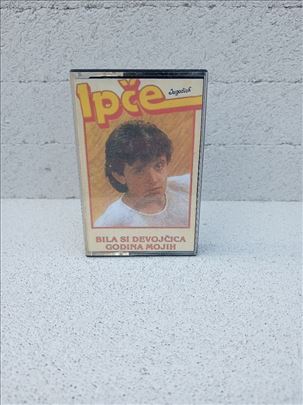 Ipče
Jugodisk
BILA SI DEVOJČICA
GODINA MOJIH